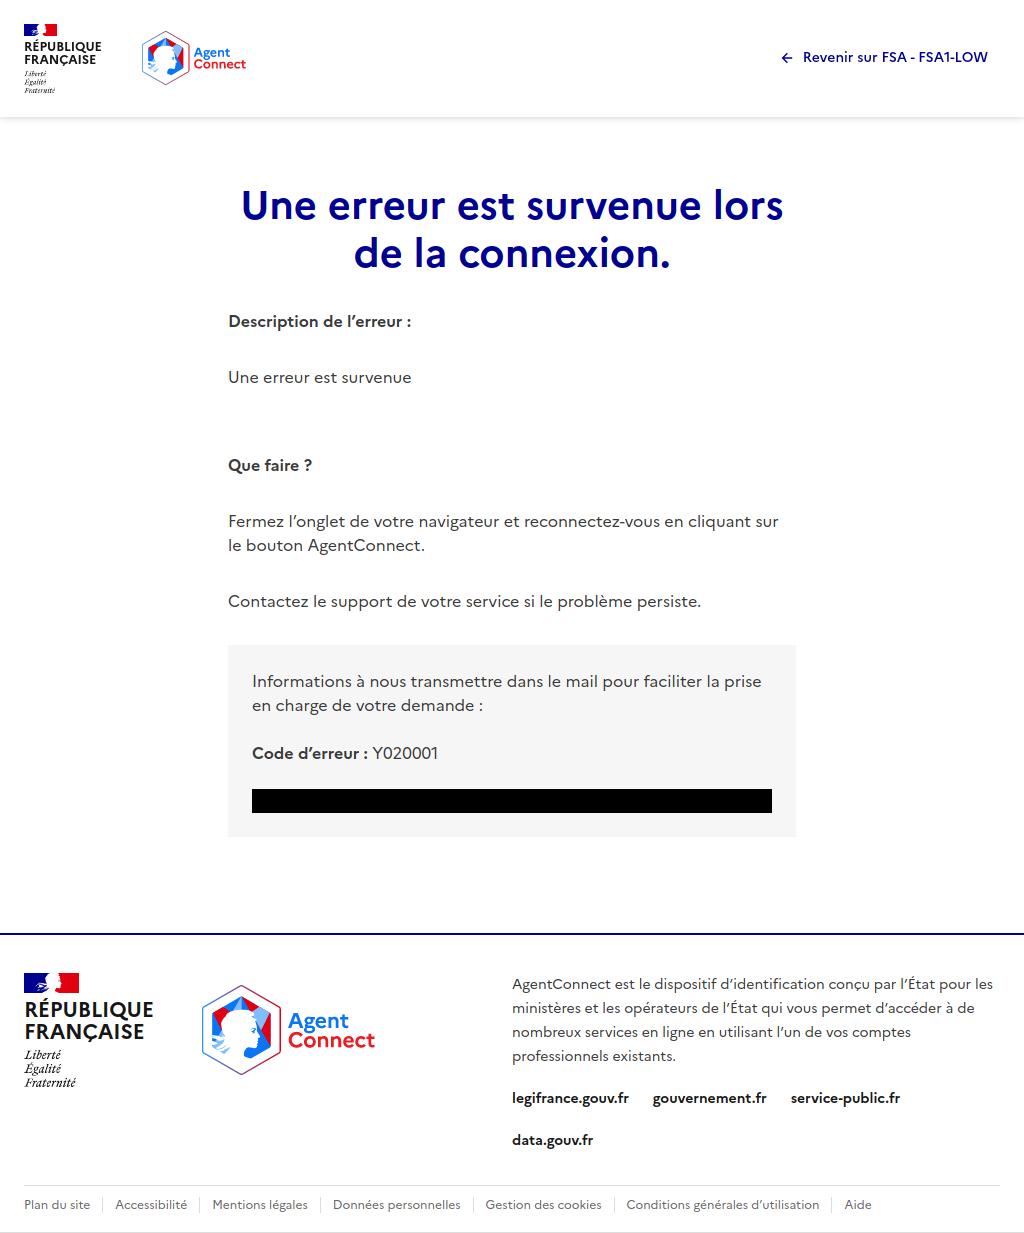 RÉPUBLIQUE
FRANÇAISE
Liberté
Égalité
Fraternité
Agent
Connect
Revenir sur FSA - FSA1-LOW
Une erreur est survenue lors
de la connexion.
Description de l’erreur :
Une erreur est survenue
Que faire ?
Fermez l’onglet de votre navigateur et reconnectez-vous en cliquant sur
le bouton AgentConnect.
Contactez le support de votre service si le problème persiste.
Informations à nous transmettre dans le mail pour faciliter la prise
en charge de votre demande :
Code d’erreur : Y020001
RÉPUBLIQUE
FRANÇAISE
Liberté
Égalité
Fraternité
Agent
Connect
AgentConnect est le dispositif d’identification conçu par l’État pour les
ministères et les opérateurs de l’État qui vous permet d’accéder à de
nombreux services en ligne en utilisant l’un de vos comptes
professionnels existants.
legifrance.gouv.fr gouvernement.fr service-public.fr
data.gouv.fr
Plan du site Accessibilité Mentions légales Données personnelles Gestion des cookies Conditions générales d’utilisation Aide